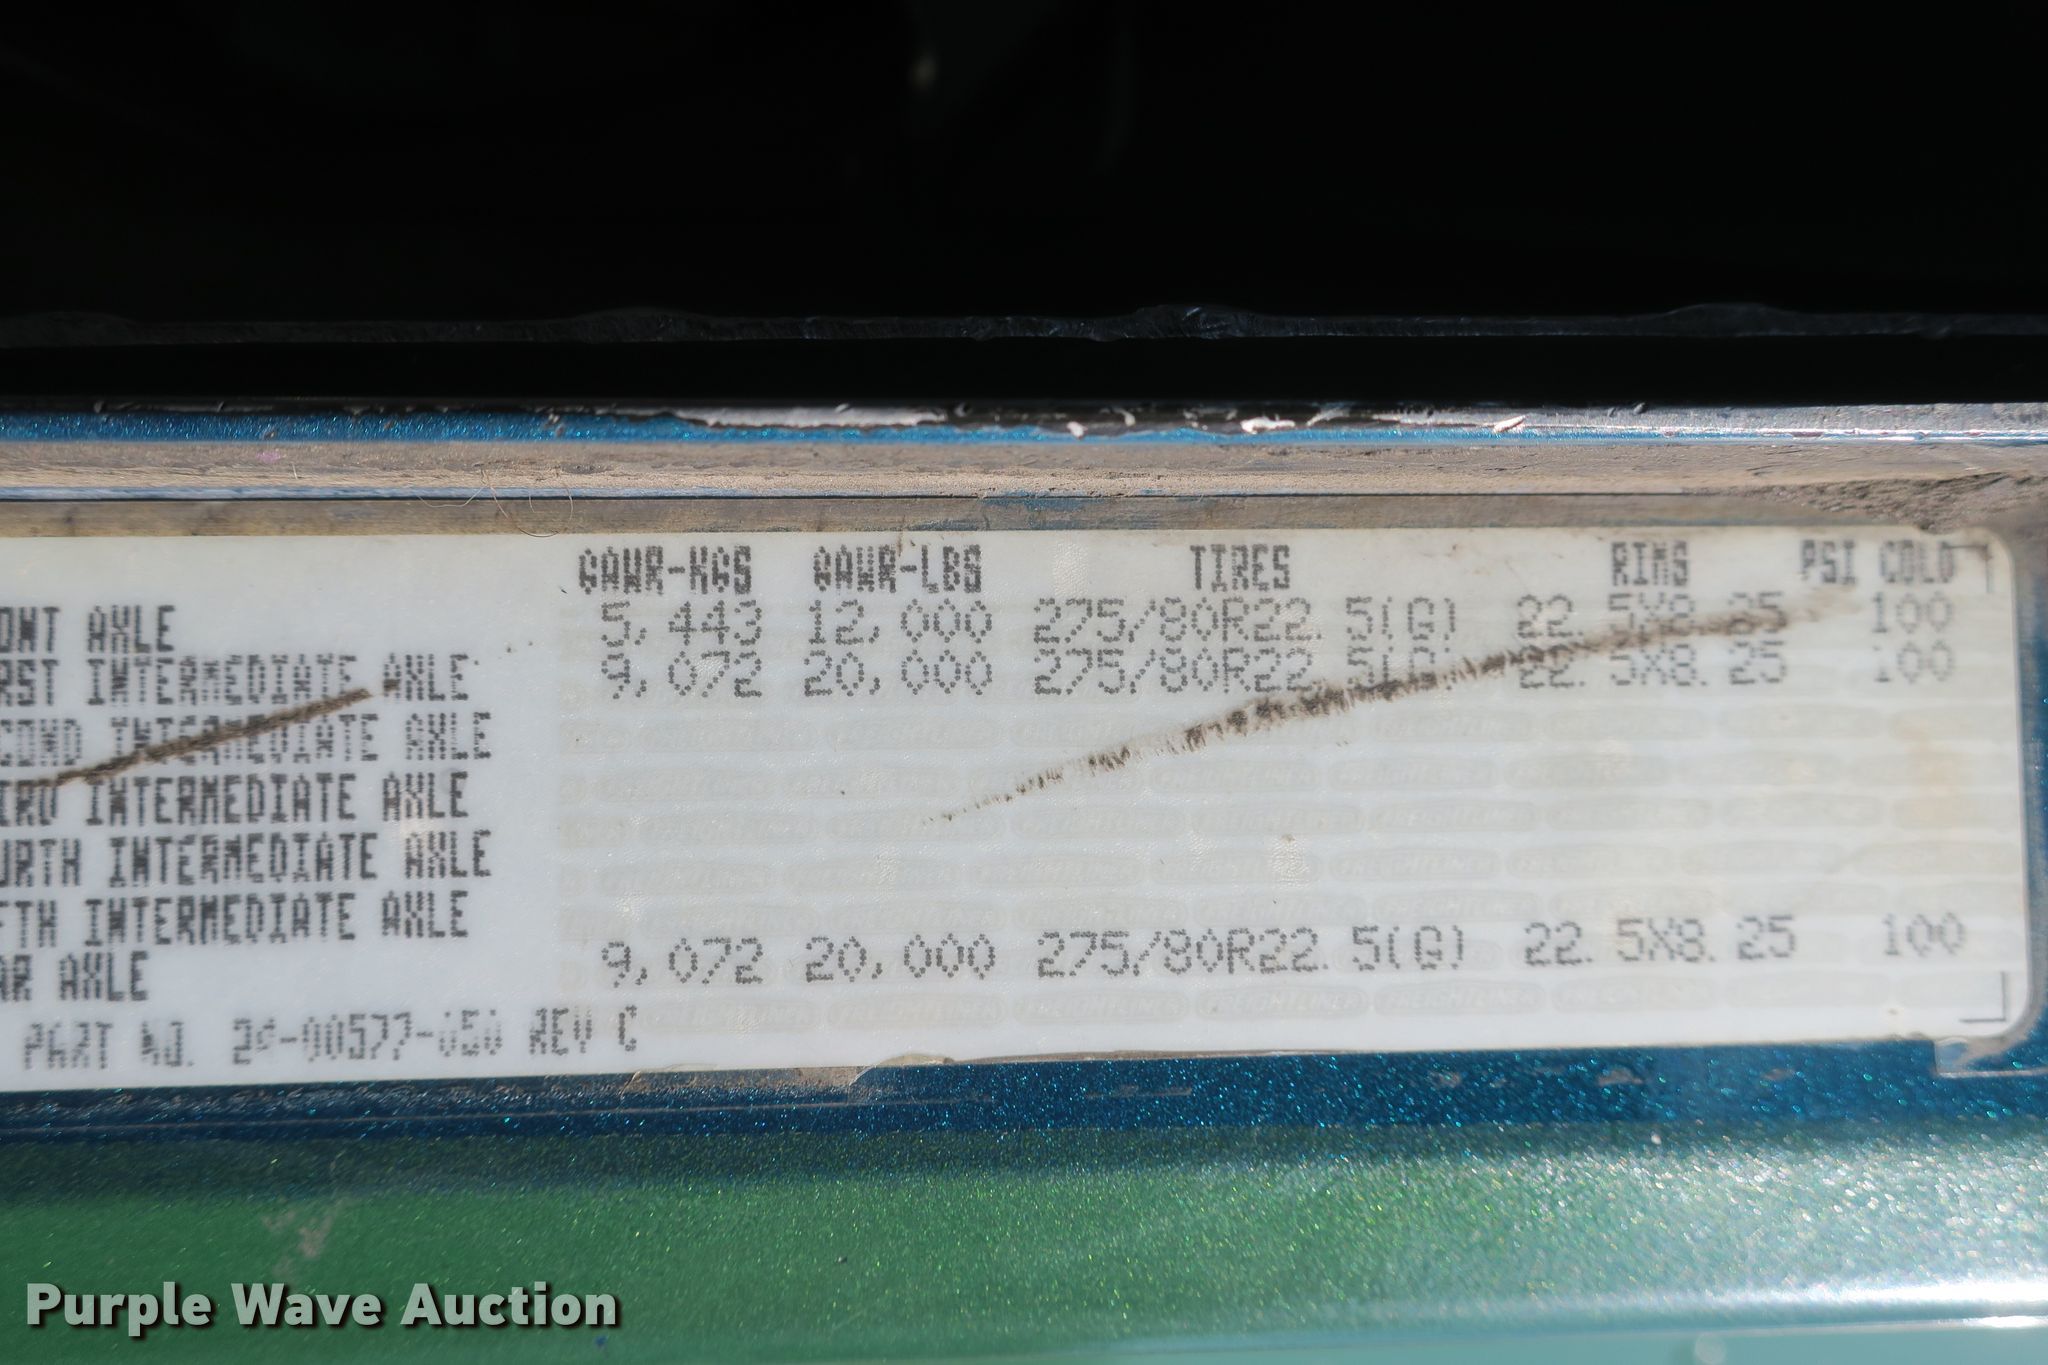 GAWR-KGS GAWR-LBS TIRES RIMS PSI COLD
ONT AXLE 5,443 12,000 275/80R22.5(G) 22.5X8.25 100
RST INTERMEDIATE AXLE 9,072 20,000 275/80R22.5(G) 22.5X8.25 100
COND INTERMEDIATE AXLE
IRD INTERMEDIATE AXLE
URTH INTERMEDIATE AXLE
FTH INTERMEDIATE AXLE
AR AXLE 9,072 20,000 275/80R22.5(G) 22.5X8.25 100
PART NO. REV C
FREIGHTLINER
Purple Wave Auction